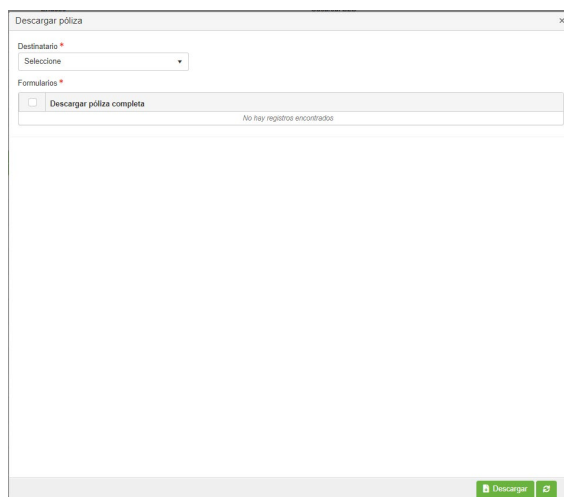 Descargar póliza
Destinatario *
Seleccione
Formularios *
Descargar póliza completa
No hay registros encontrados
Descargar